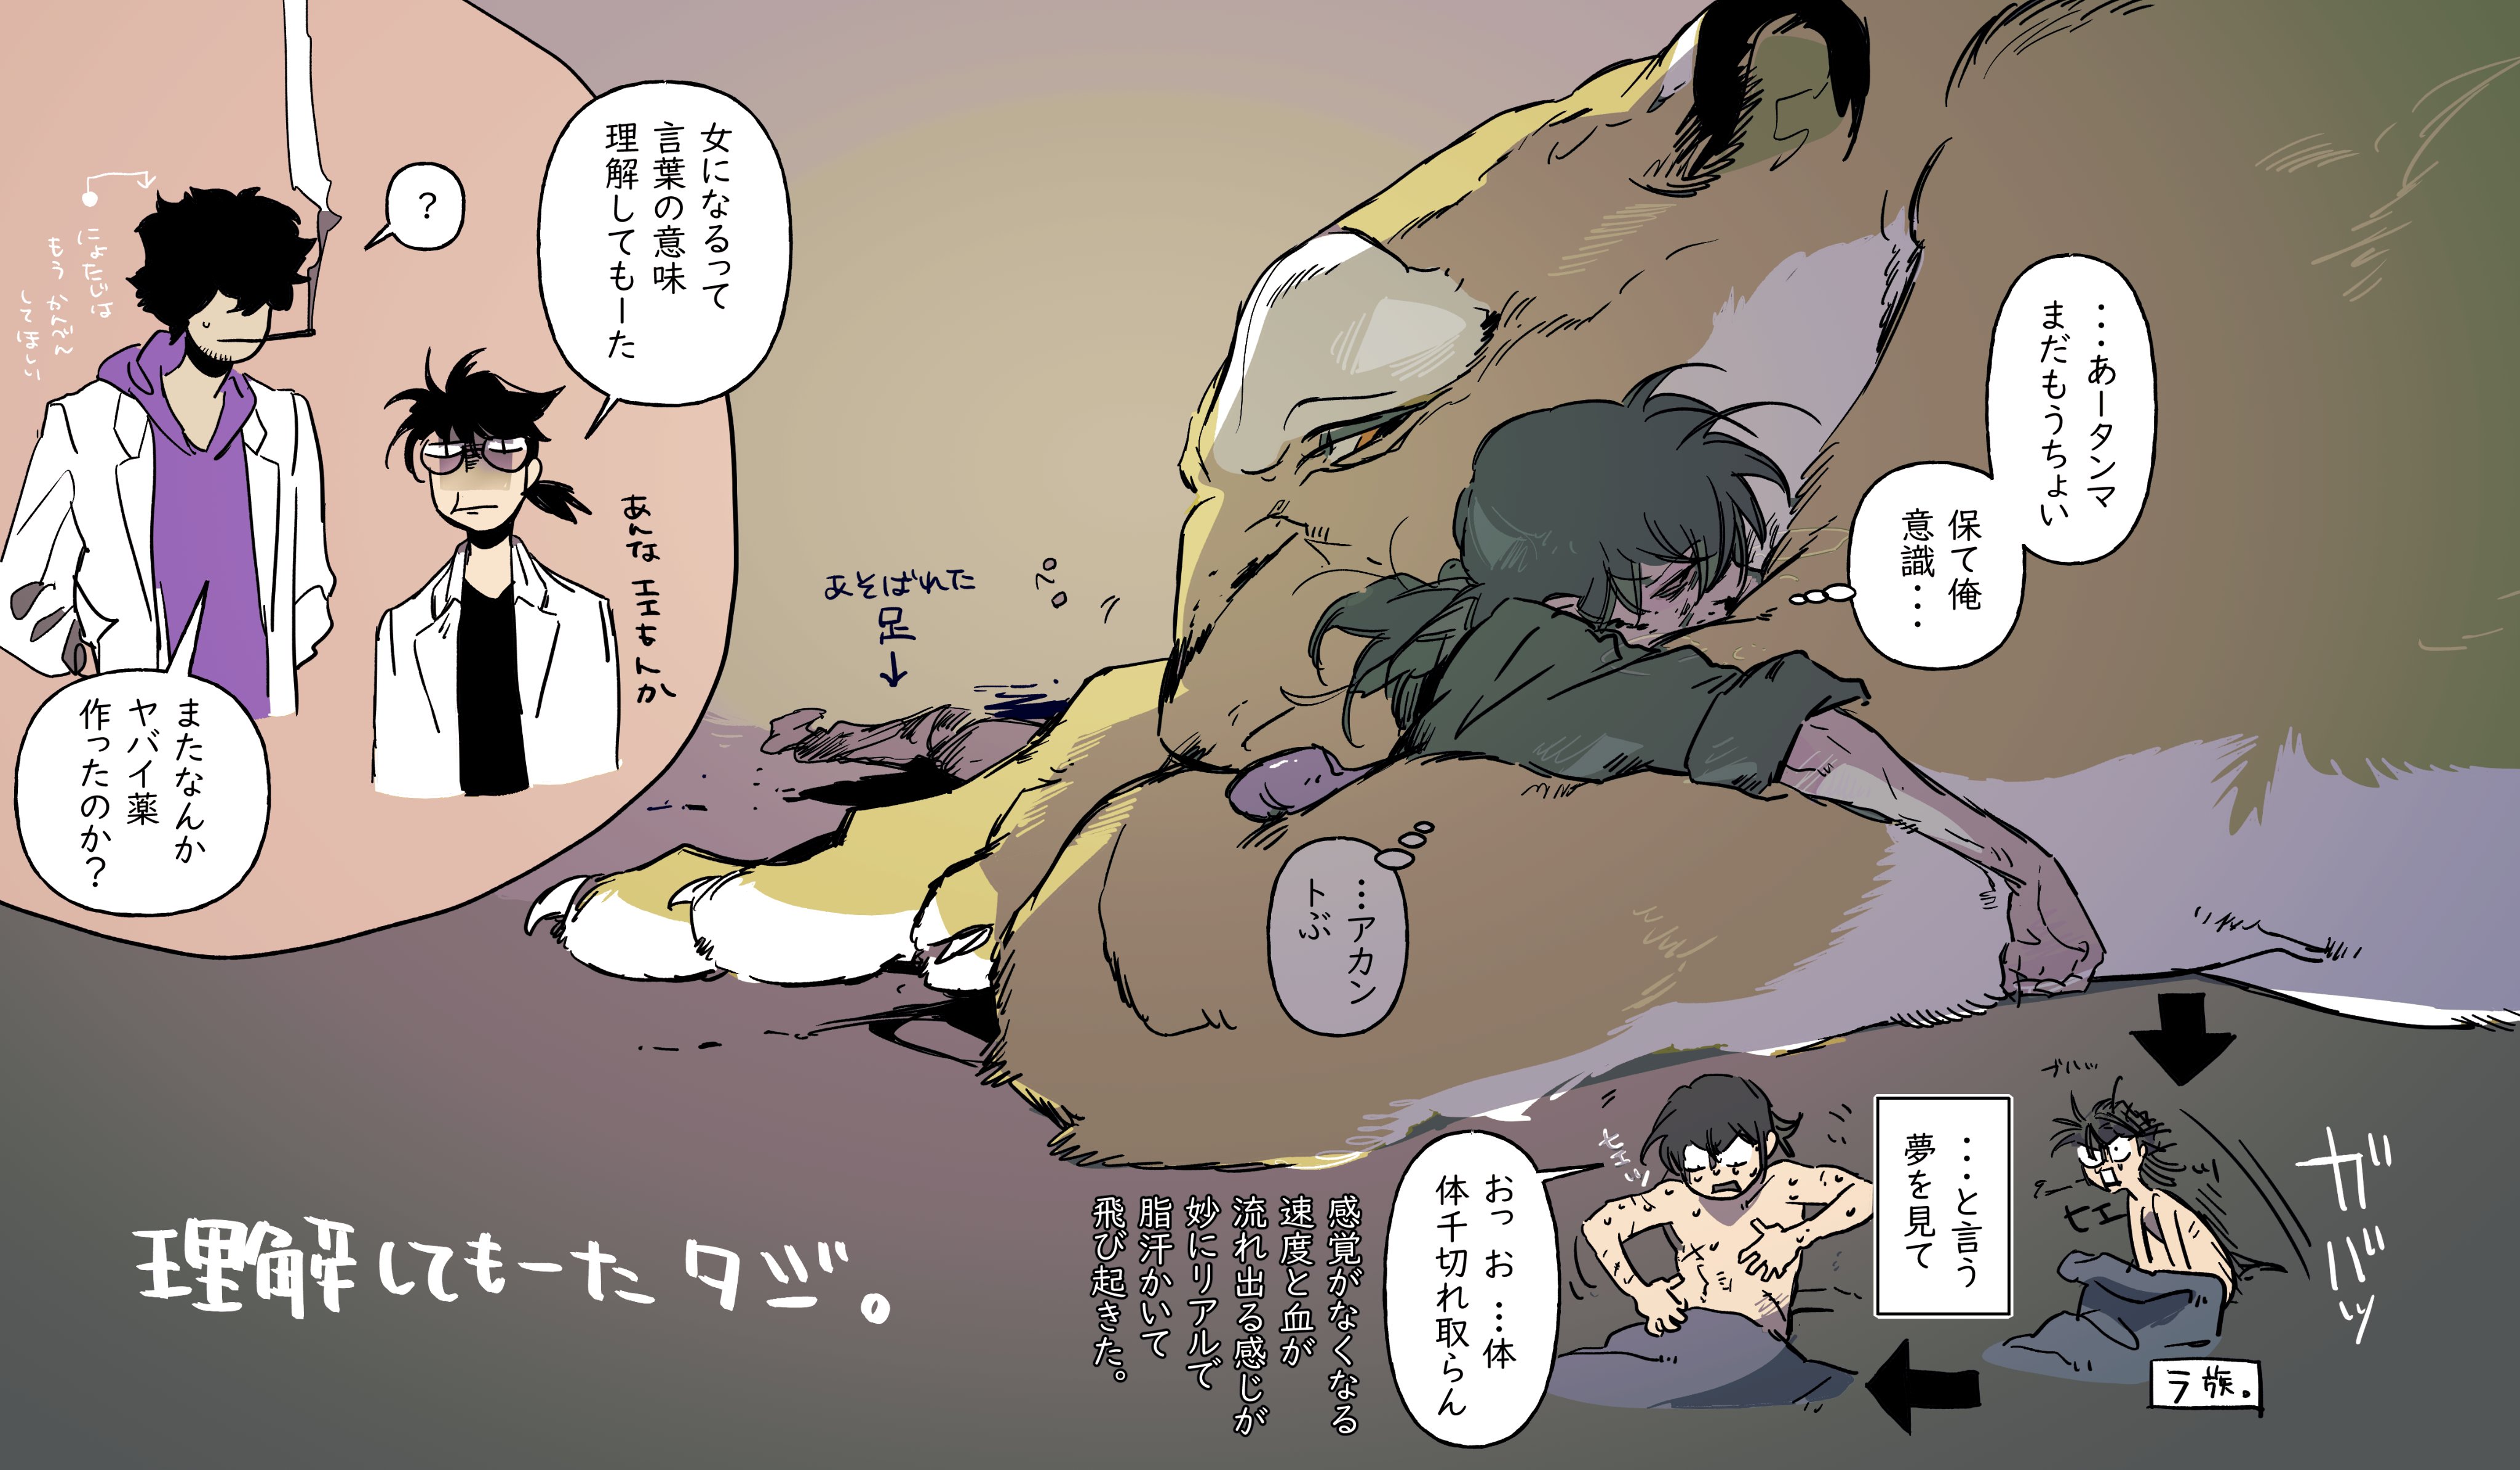 …あータンマ
まだもうちょい
保て俺
意識…
…アカン
トぶ
あそばれた
足
…と言う
夢を見て
ガバッ
ガバッ
ヒエ
ラ族。
おっ お…体
体千切れ取らん
ヒエッ
感覚がなくなる
速度と血が
流れ出る感じが
妙にリアルで
脂汗かいて
飛び起きた。
女になるって
言葉の意味
理解してもーた
あんなエエもんか
?
にょたじは
もうかんべん
してほしい
またなんか
ヤバイ薬
作ったのか?
理解してもーたタツジ。